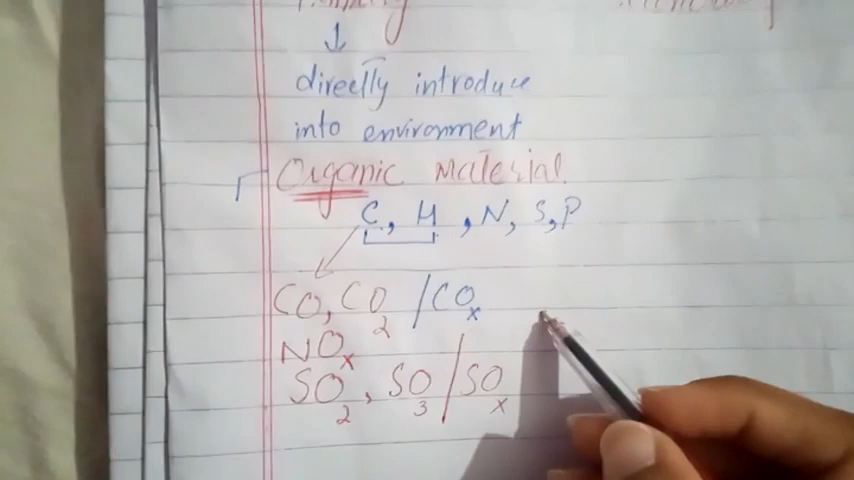 directly introduce
into environment
Organic Material
C, H, N, S, P
CO, CO2 / COx
NOx
SO2, SO3 / SOx